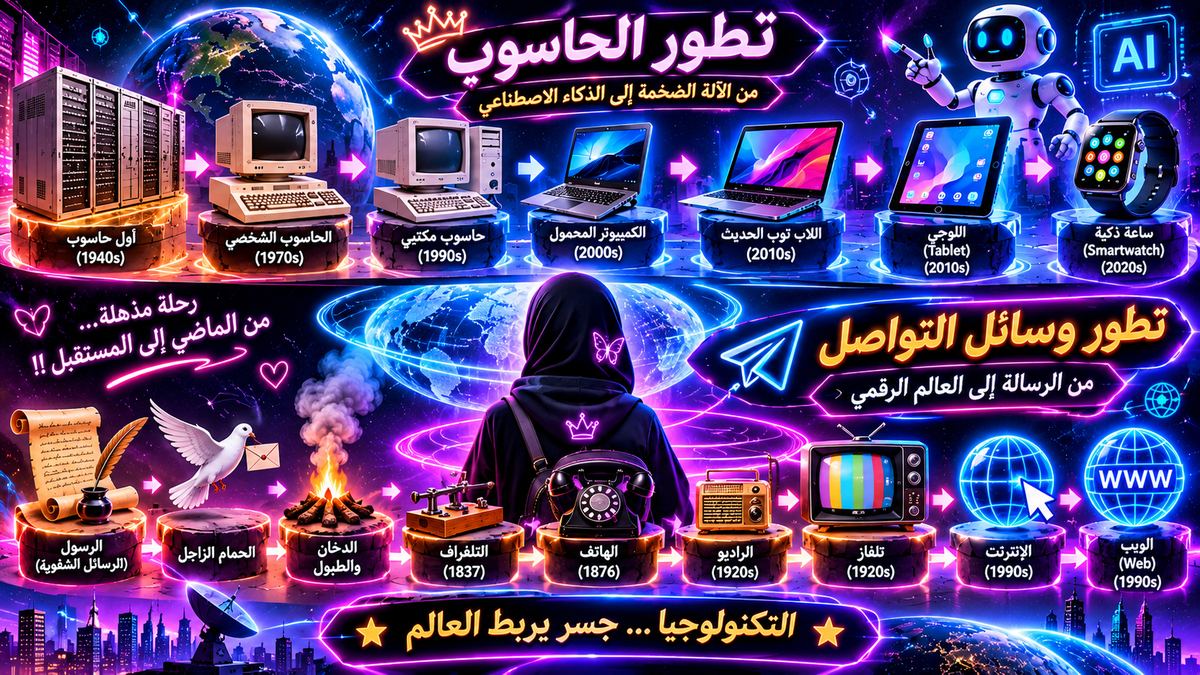 تطور الحاسوب
من الآلة الضخمة إلى الذكاء الاصطناعي
AI
أول حاسوب
(1940s)
الحاسوب الشخصي
(1970s)
حاسوب مكتبي
(1990s)
الكمبيوتر المحمول
(2000s)
اللاب توب الحديث
(2010s)
اللوحي
(Tablet)
(2010s)
ساعة ذكية
(Smartwatch)
(2020s)
رحلة مذهلة...
من الماضي إلى المستقبل !!
تطور وسائل التواصل
من الرسالة إلى العالم الرقمي
WWW
الرسول
(الرسائل الشفوية)
الحمام الزاجل
الدخان
والطبول
التلغراف
(1837)
الهاتف
(1876)
الراديو
(1920s)
تلفاز
(1920s)
الإنترنت
(1990s)
الويب
(Web)
(1990s)
التكنولوجيا ... جسر يربط العالم